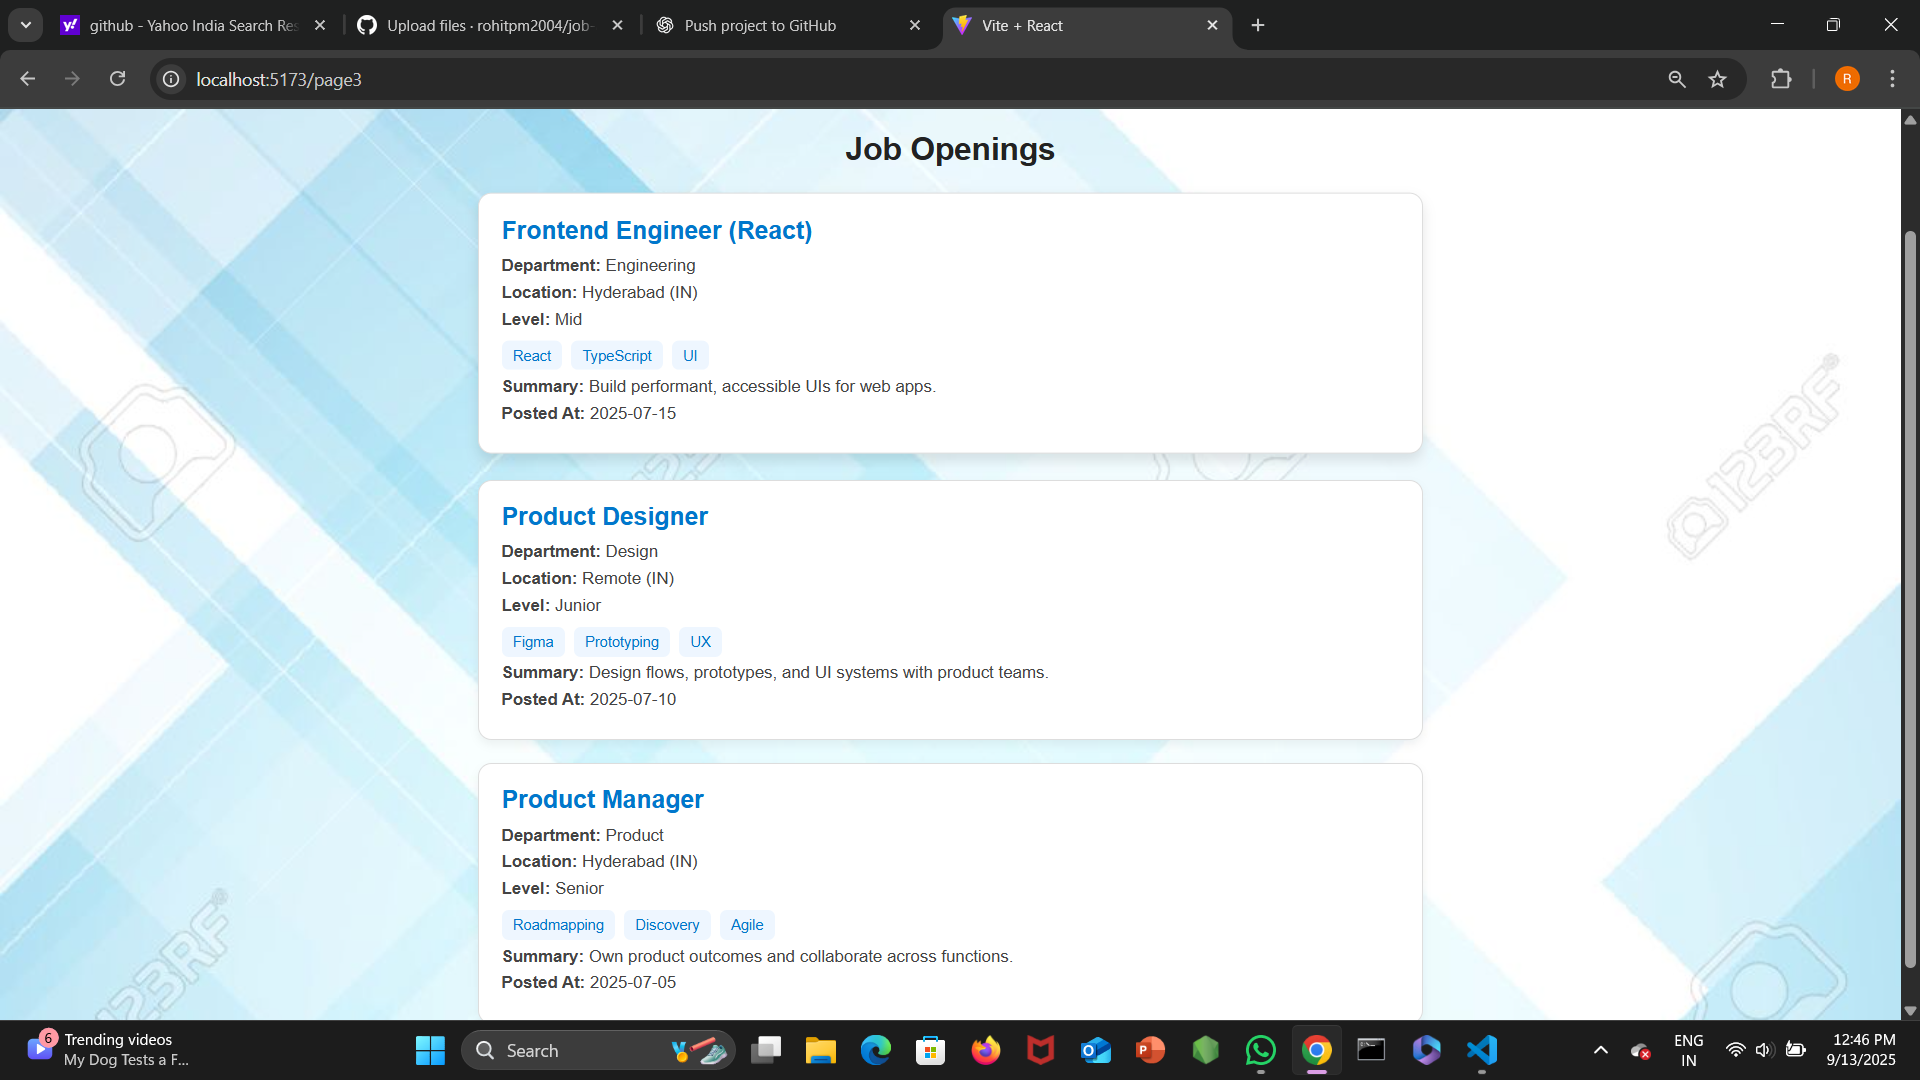 github - Yahoo India Search Res
Upload files · rohitpm2004/job-
Push project to GitHub
Vite + React
localhost:5173/page3
R
Job Openings
Frontend Engineer (React)
Department: Engineering
Location: Hyderabad (IN)
Level: Mid
React TypeScript UI
Summary: Build performant, accessible UIs for web apps.
Posted At: 2025-07-15
Product Designer
Department: Design
Location: Remote (IN)
Level: Junior
Figma Prototyping UX
Summary: Design flows, prototypes, and UI systems with product teams.
Posted At: 2025-07-10
Product Manager
Department: Product
Location: Hyderabad (IN)
Level: Senior
Roadmapping Discovery Agile
Summary: Own product outcomes and collaborate across functions.
Posted At: 2025-07-05
123RF®
123RF®
6
Trending videos
My Dog Tests a F...
Search
ENG
IN
12:46 PM
9/13/2025